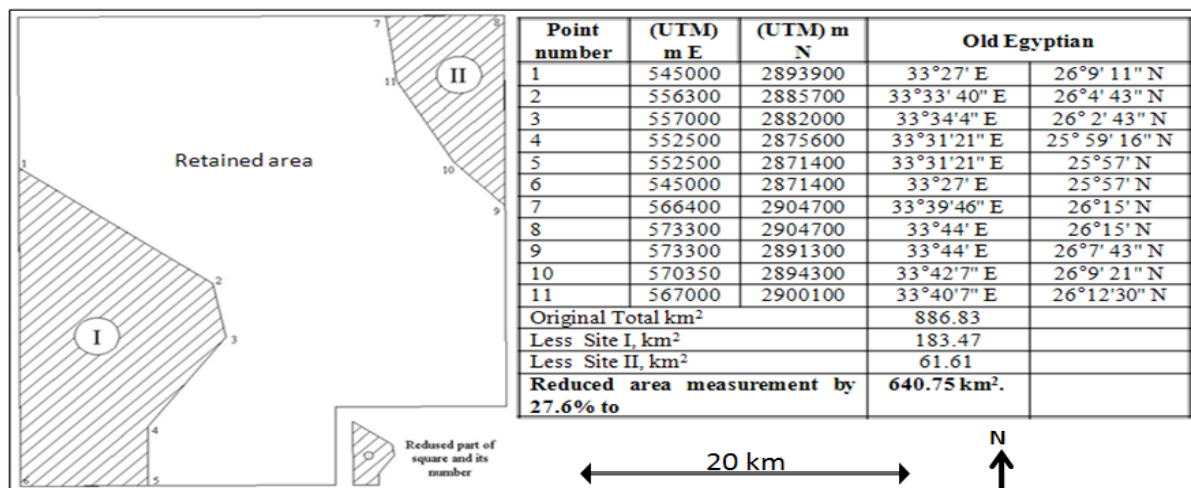 7
8
II
11
Retained area
1
10
9
2
I
3
4
6
5
Redused part of
square and its
number
Point number (UTM) m E (UTM) m N Old Egyptian
1 545000 2893900 33°27' E 26°9' 11" N
2 556300 2885700 33°33' 40" E 26°4' 43" N
3 557000 2882000 33°34'4" E 26° 2' 43" N
4 552500 2875600 33°31'21" E 25° 59' 16" N
5 552500 2871400 33°31'21" E 25°57' N
6 545000 2871400 33°27' E 25°57' N
7 566400 2904700 33°39'46" E 26°15' N
8 573300 2904700 33°44' E 26°15' N
9 573300 2891300 33°44' E 26°7' 43" N
10 570350 2894300 33°42'7" E 26°9' 21" N
11 567000 2900100 33°40'7" E 26°12'30" N
Original Total km² 886.83
Less Site I, km² 183.47
Less Site II, km² 61.61
Reduced area measurement by 27.6% to 640.75 km².
20 km
N